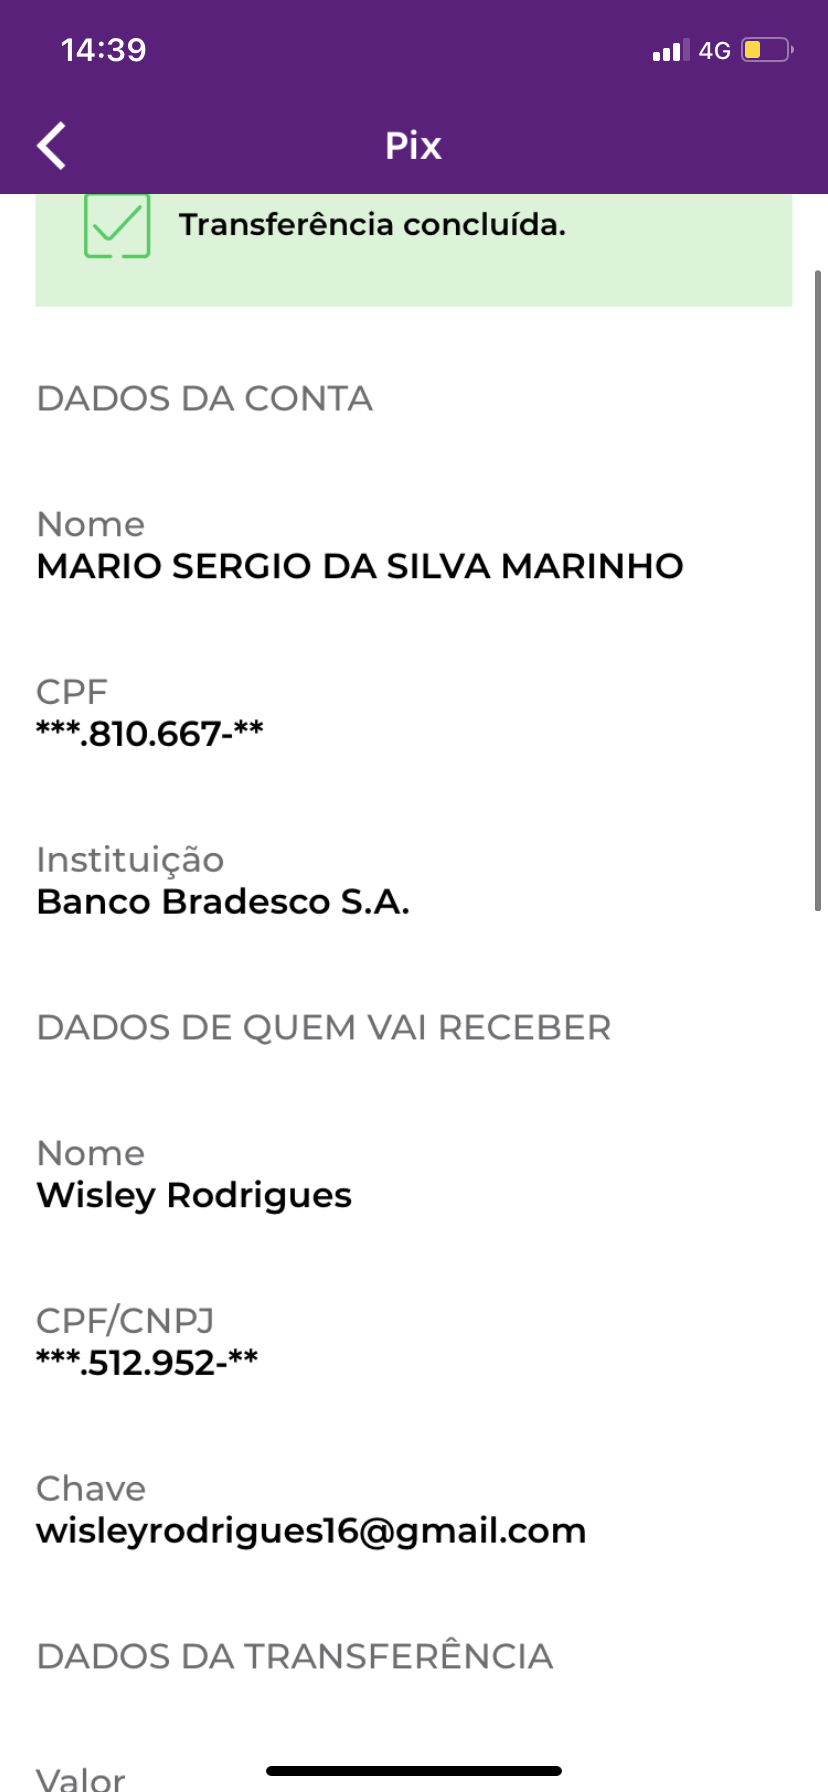 14:39
4G
Pix
Transferência concluída.
DADOS DA CONTA
Nome
MARIO SERGIO DA SILVA MARINHO
CPF
***.810.667-**
Instituição
Banco Bradesco S.A.
DADOS DE QUEM VAI RECEBER
Nome
Wisley Rodrigues
CPF/CNPJ
***.512.952-**
Chave
wisleyrodrigues16@gmail.com
DADOS DA TRANSFERÊNCIA
Valor